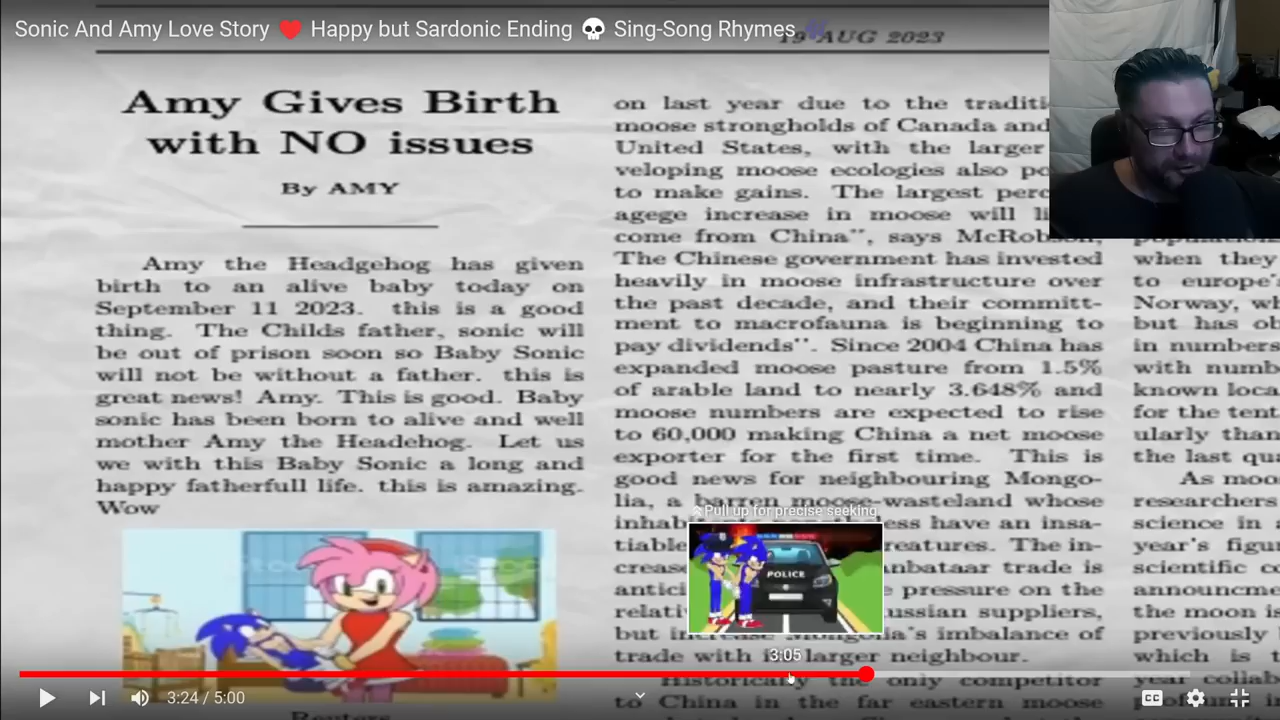 Sonic And Amy Love Story ❤️ Happy but Sardonic Ending 💀 Sing-Song Rhymes
19 AUG 2023
Amy Gives Birth
with NO issues
By AMY
Amy the Headgehog has given
birth to an alive baby today on
September 11 2023. this is a good
thing. The Childs father, sonic will
be out of prison soon so Baby Sonic
will not be without a father. this is
great news! Amy. This is good. Baby
sonic has been born to alive and well
mother Amy the Headehog. Let us
we with this Baby Sonic a long and
happy fatherfull life. this is amazing.
Wow
Reuters
on last year due to the traditi
moose strongholds of Canada and
United States, with the larger
veloping moose ecologies also po
to make gains. The largest perc
agege increase in moose will li
come from China", says McRobson,
The Chinese government has invested
heavily in moose infrastructure over
the past decade, and their committ-
ment to macrofauna is beginning to
pay dividends". Since 2004 China has
expanded moose pasture from 1.5%
of arable land to nearly 3.648% and
moose numbers are expected to rise
to 60,000 making China a net moose
exporter for the first time. This is
good news for neighbouring Mongo-
lia, a barren moose-wasteland whose
inhab ess have an insa-
tiable reatures. The in-
creas anbataar trade is
antici e pressure on the
relati ussian suppliers,
but in Mongolia's imbalance of
trade with its larger neighbour.
Historically the only competitor
to China in the far eastern moose
when they
to europe'
Norway, wh
but has ob
in numbers
with numb
known loca
for the tent
ularly than
the last qua
As moo
researchers
science in
year's figu
scientific co
announceme
the moon is
previously
which is t
year collab
Pull up for precise seeking
POLICE
3:05
3:24 / 5:00
CC